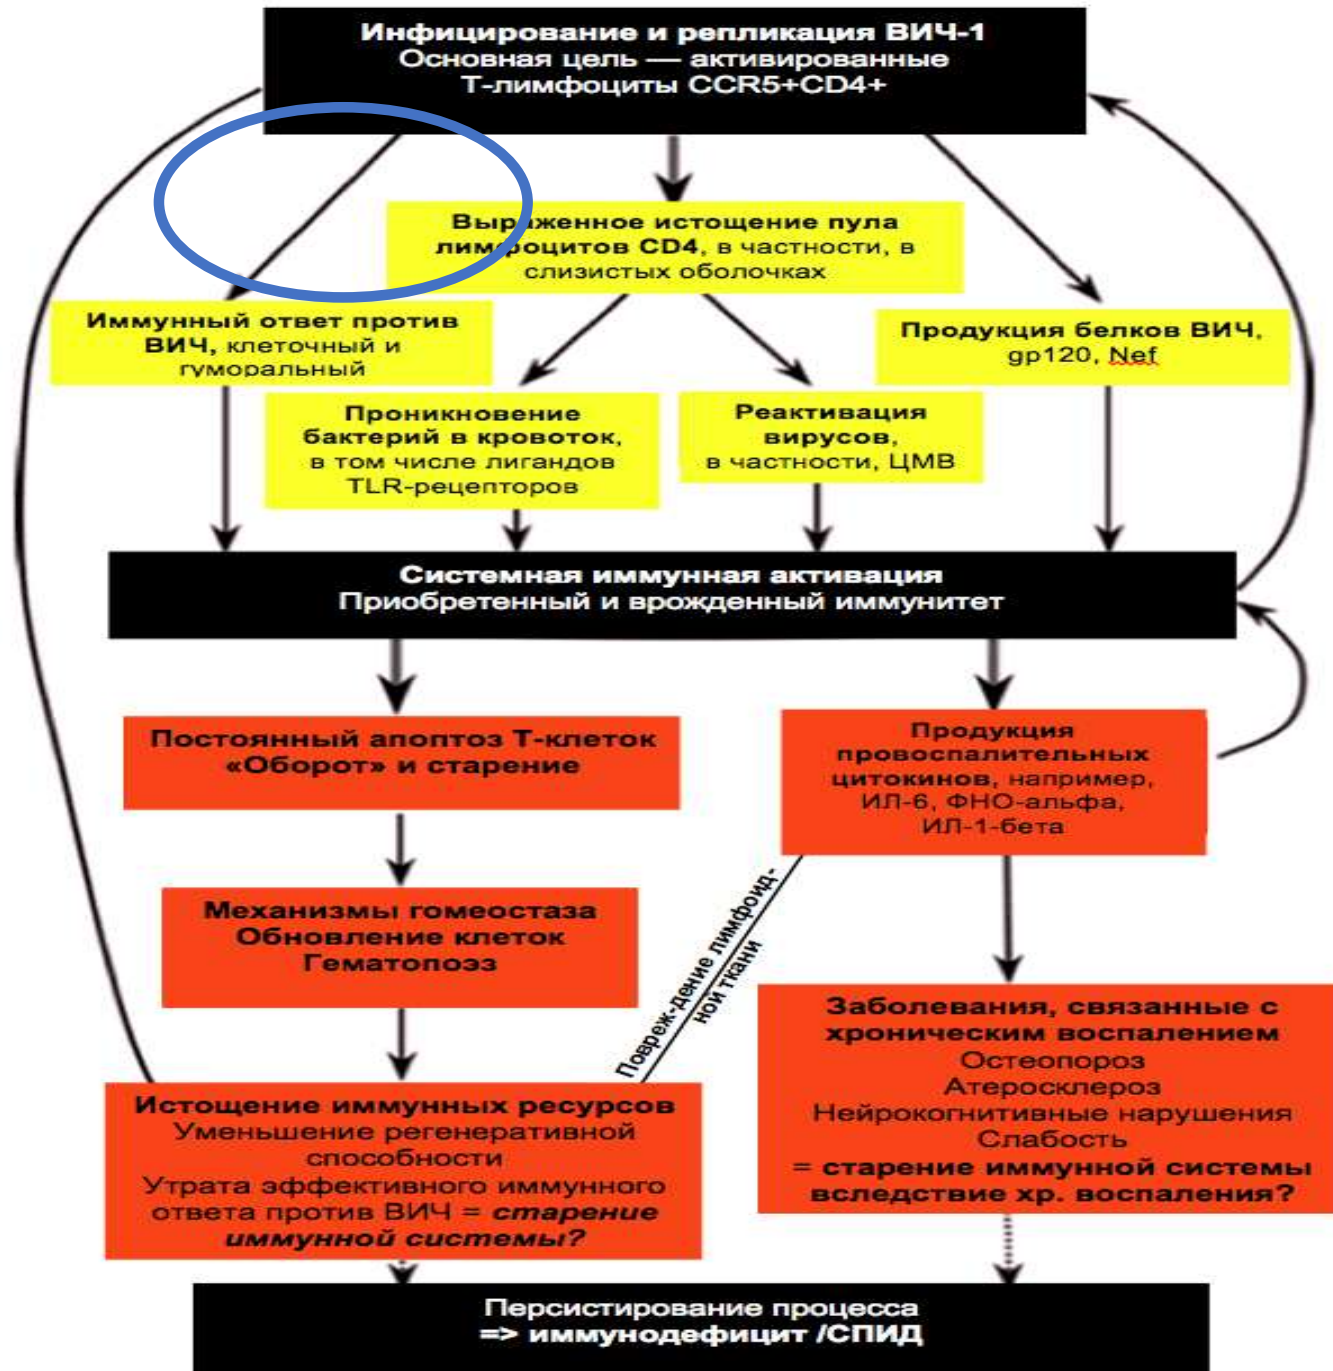 Инфицирование и репликация ВИЧ-1
Основная цель — активированные
Т-лимфоциты CCR5+CD4+
Выраженное истощение пула
лимфоцитов CD4, в частности, в
слизистых оболочках
Иммунный ответ против
ВИЧ, клеточный и
гуморальный
Продукция белков ВИЧ,
gp120, Nef
Проникновение
бактерий в кровоток,
в том числе лигандов
TLR-рецепторов
Реактивация
вирусов,
в частности, ЦМВ
Системная иммунная активация
Приобретенный и врожденный иммунитет
Постоянный апоптоз Т-клеток
«Оборот» и старение
Продукция
провоспалительных
цитокинов, например,
ИЛ-6, ФНО-альфа,
ИЛ-1-бета
Механизмы гомеостаза
Обновление клеток
Гематопоэз
Повреж-дение лимфоид-
ной ткани
Заболевания, связанные с
хроническим воспалением
Остеопороз
Атеросклероз
Нейрокогнитивные нарушения
Слабость
= старение иммунной системы
вследствие хр. воспаления?
Истощение иммунных ресурсов
Уменьшение регенеративной
способности
Утрата эффективного иммунного
ответа против ВИЧ = старение
иммунной системы?
Персистирование процесса
=> иммунодефицит /СПИД